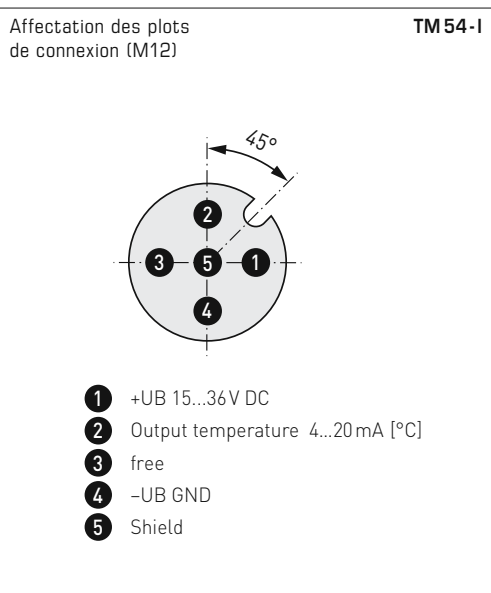 Affectation des plots
de connexion (M12)
TM 54-I
45°
2
3 5 1
4
1 +UB 15...36 V DC
2 Output temperature 4...20 mA [°C]
3 free
4 –UB GND
5 Shield